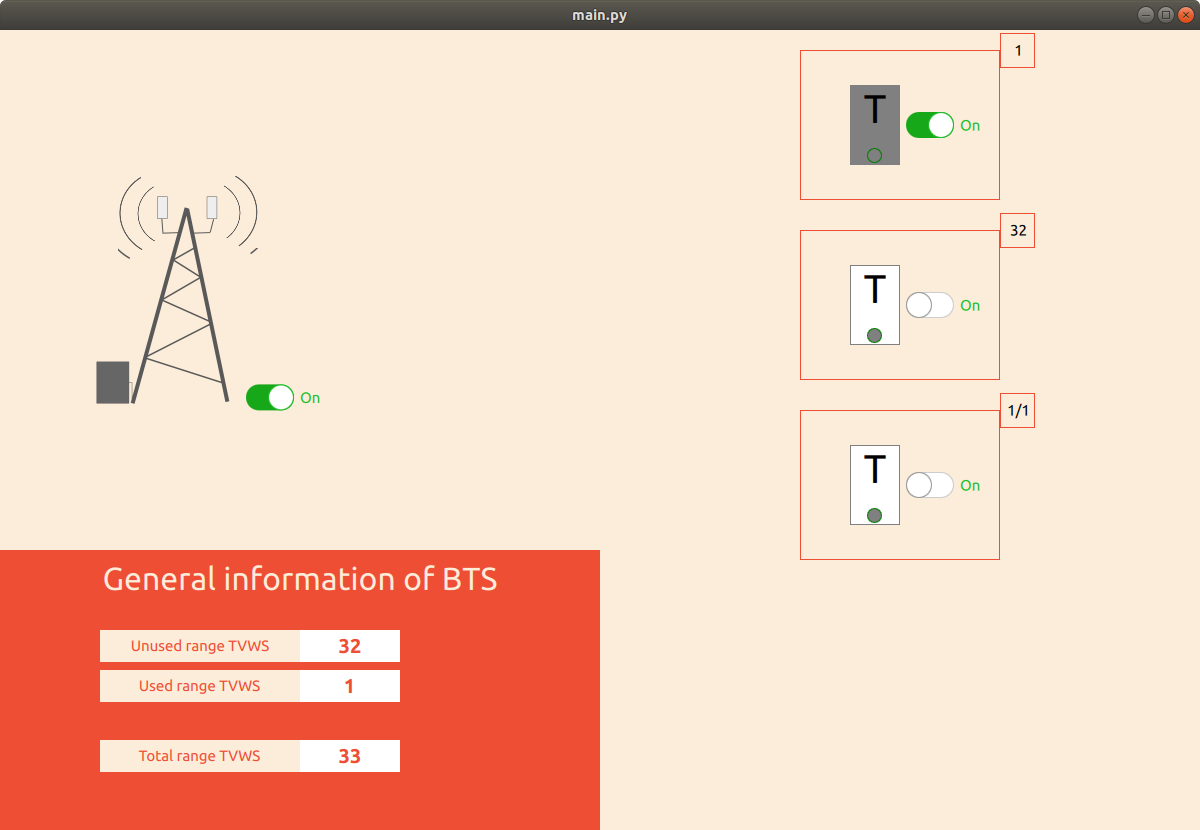 main.py
1
T
On
32
T
On
1/1
T
On
On
General information of BTS
Unused range TVWS 32
Used range TVWS 1
Total range TVWS 33